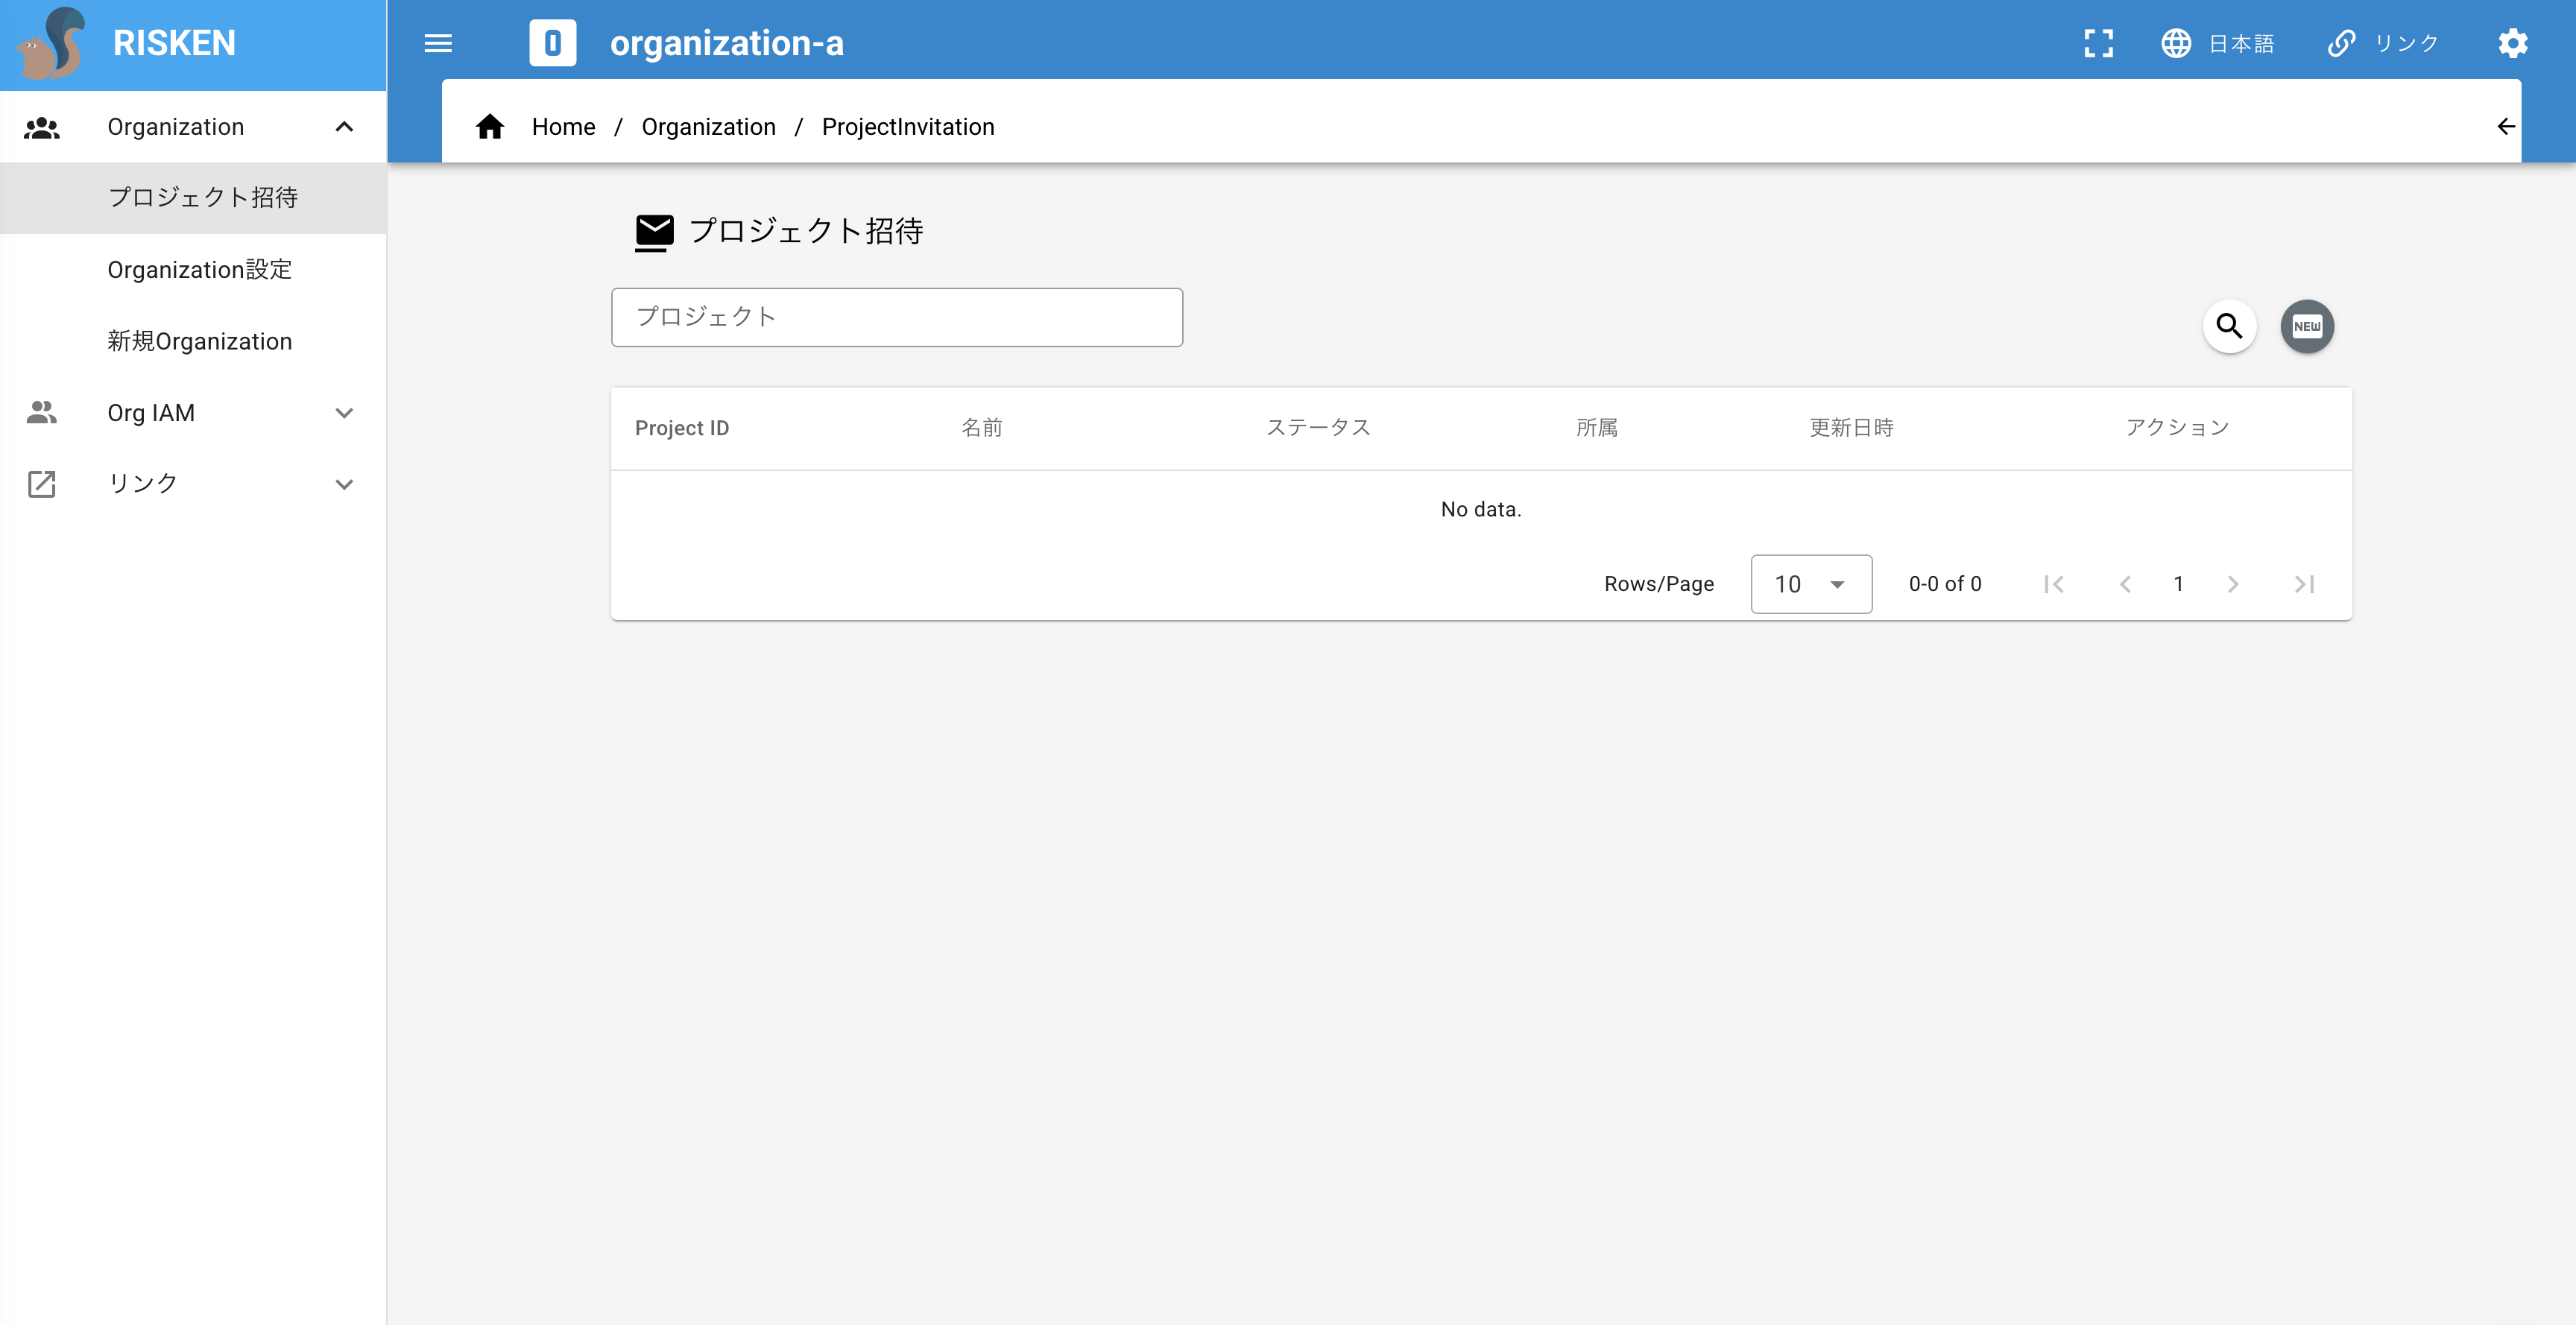 RISKEN
organization-a
日本語
リンク
Home / Organization / ProjectInvitation
Organization
プロジェクト招待
Organization設定
新規Organization
Org IAM
リンク
プロジェクト招待
プロジェクト
NEW
Project ID 名前 ステータス 所属 更新日時 アクション
No data.
Rows/Page 10 0-0 of 0 1